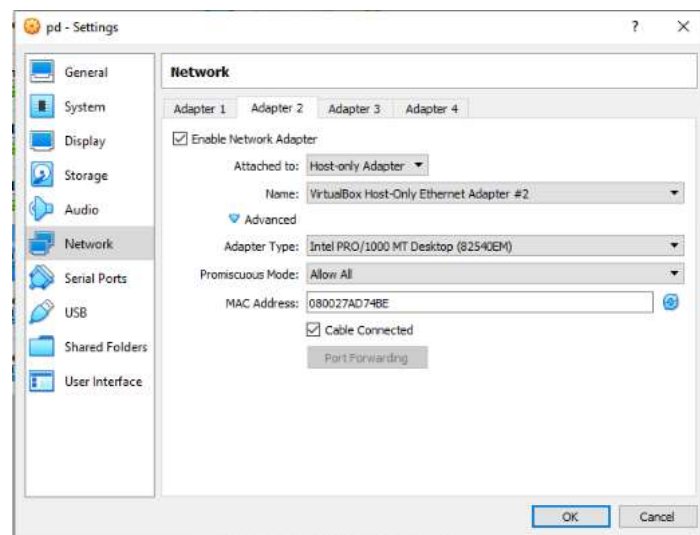 pd - Settings
?
General
System
Display
Storage
Audio
Network
Serial Ports
USB
Shared Folders
User Interface
Network
Adapter 1 Adapter 2 Adapter 3 Adapter 4
Enable Network Adapter
Attached to: Host-only Adapter
Name: VirtualBox Host-Only Ethernet Adapter #2
Advanced
Adapter Type: Intel PRO/1000 MT Desktop (82540EM)
Promiscuous Mode: Allow All
MAC Address: 080027AD74BE
Cable Connected
Port Forwarding
OK Cancel